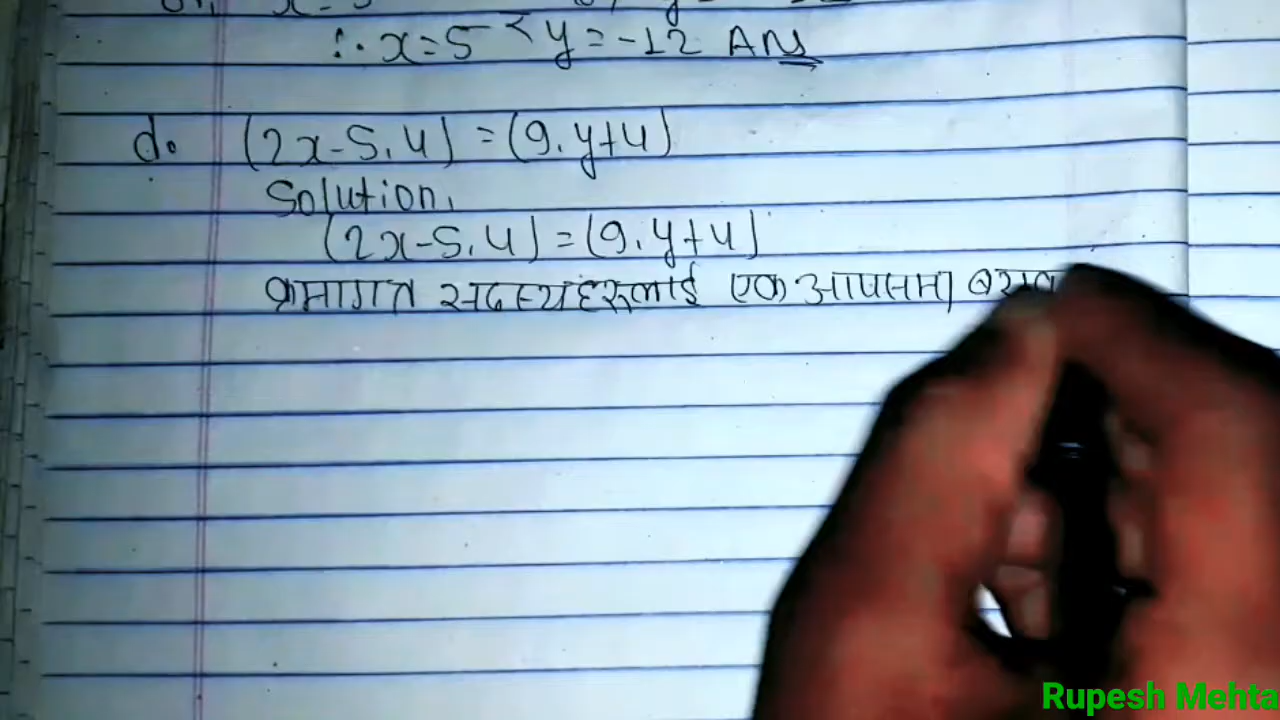 ∴ x = 5 र y = -12 Ans
d. (2x-5, 4) = (9, y+4)
Solution,
(2x-5, 4) = (9, y+4)
क्रमागत सदस्यहरूलाई एक आपसमा
Rupesh Mehta